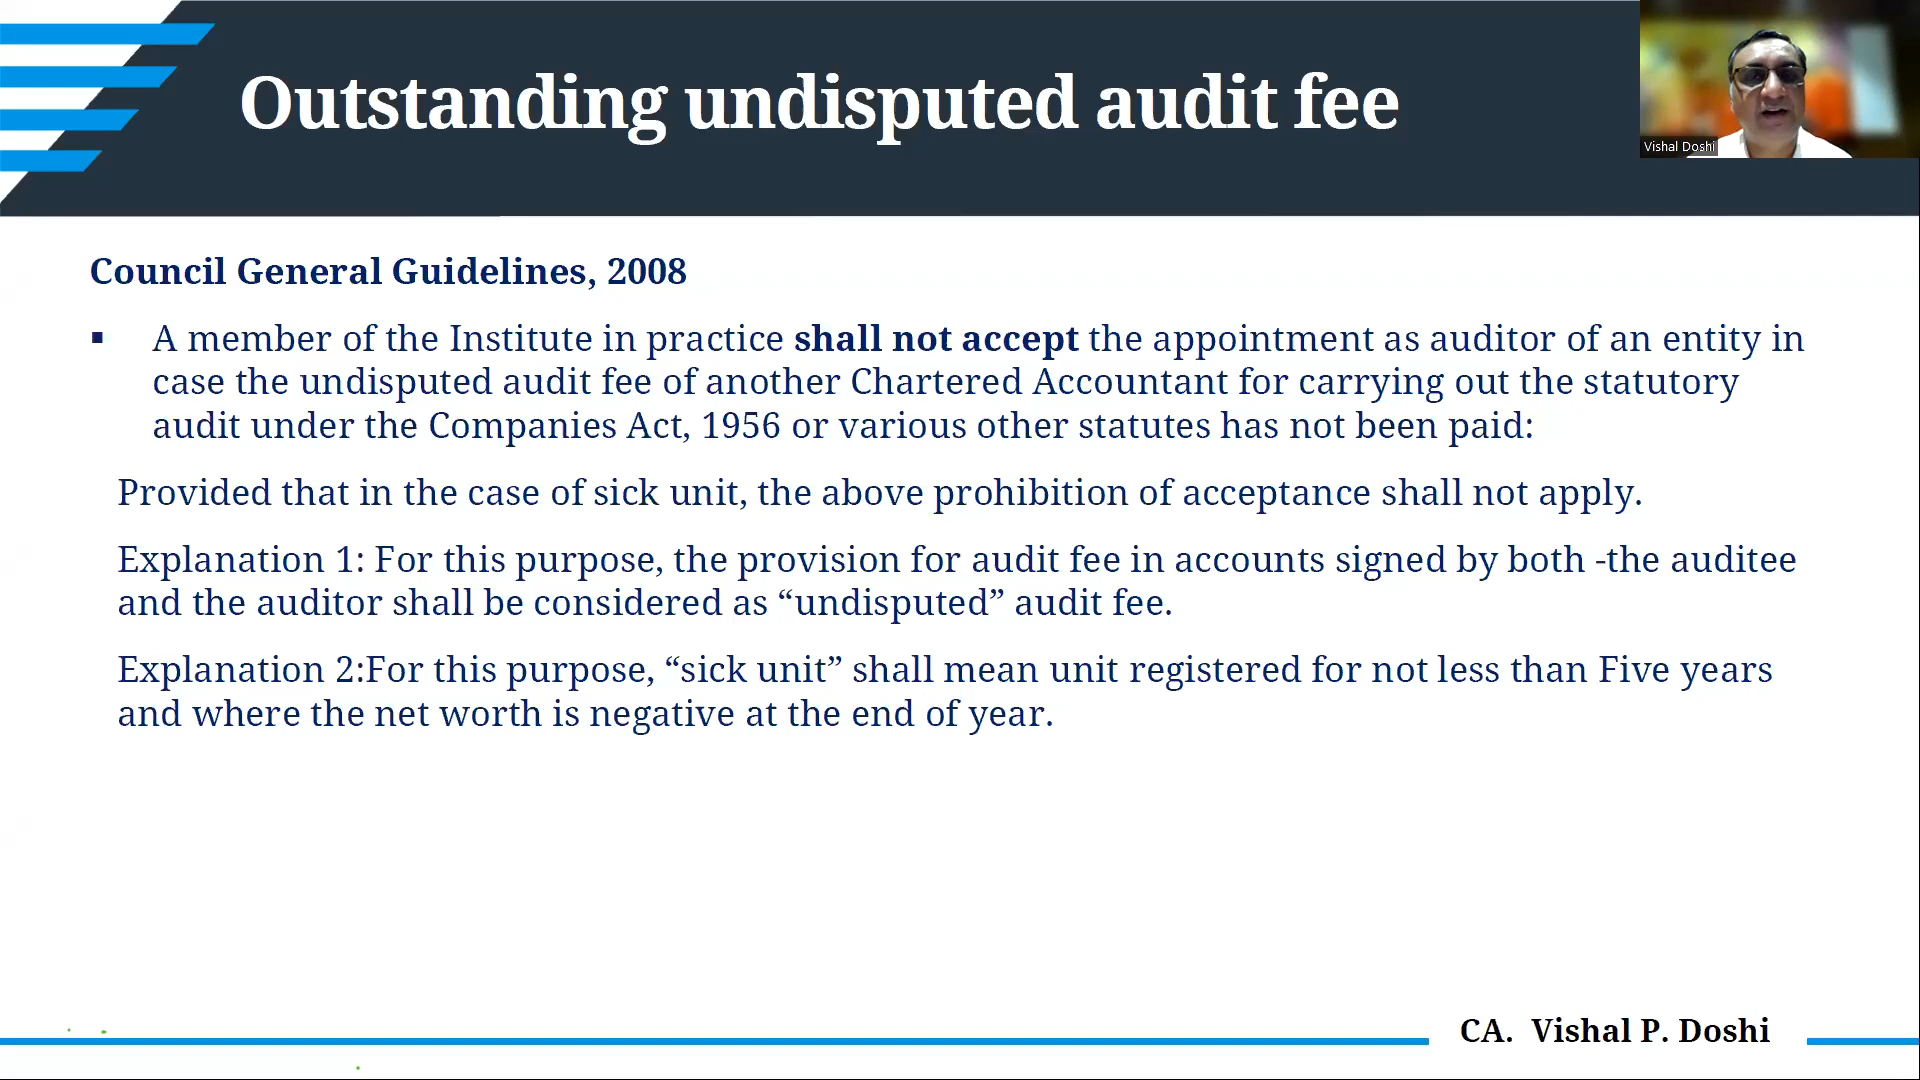 Outstanding undisputed audit fee
Vishal Doshi
Council General Guidelines, 2008
▪ A member of the Institute in practice shall not accept the appointment as auditor of an entity in
case the undisputed audit fee of another Chartered Accountant for carrying out the statutory
audit under the Companies Act, 1956 or various other statutes has not been paid:
Provided that in the case of sick unit, the above prohibition of acceptance shall not apply.
Explanation 1: For this purpose, the provision for audit fee in accounts signed by both -the auditee
and the auditor shall be considered as “undisputed” audit fee.
Explanation 2:For this purpose, “sick unit” shall mean unit registered for not less than Five years
and where the net worth is negative at the end of year.
CA. Vishal P. Doshi